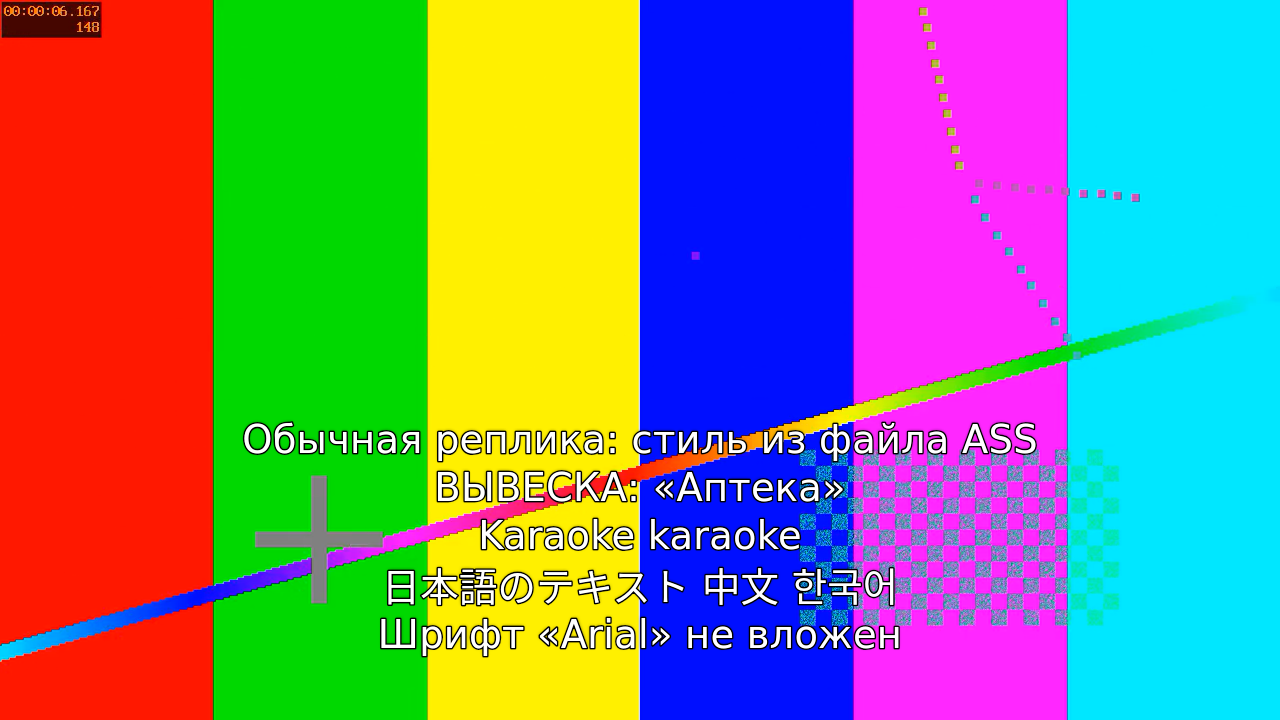 00:00:06.167
148
Обычная реплика: стиль из файла ASS
ВЫВЕСКА: «Аптека»
Karaoke karaoke
日本語のテキスト 中文 한국어
Шрифт «Arial» не вложен